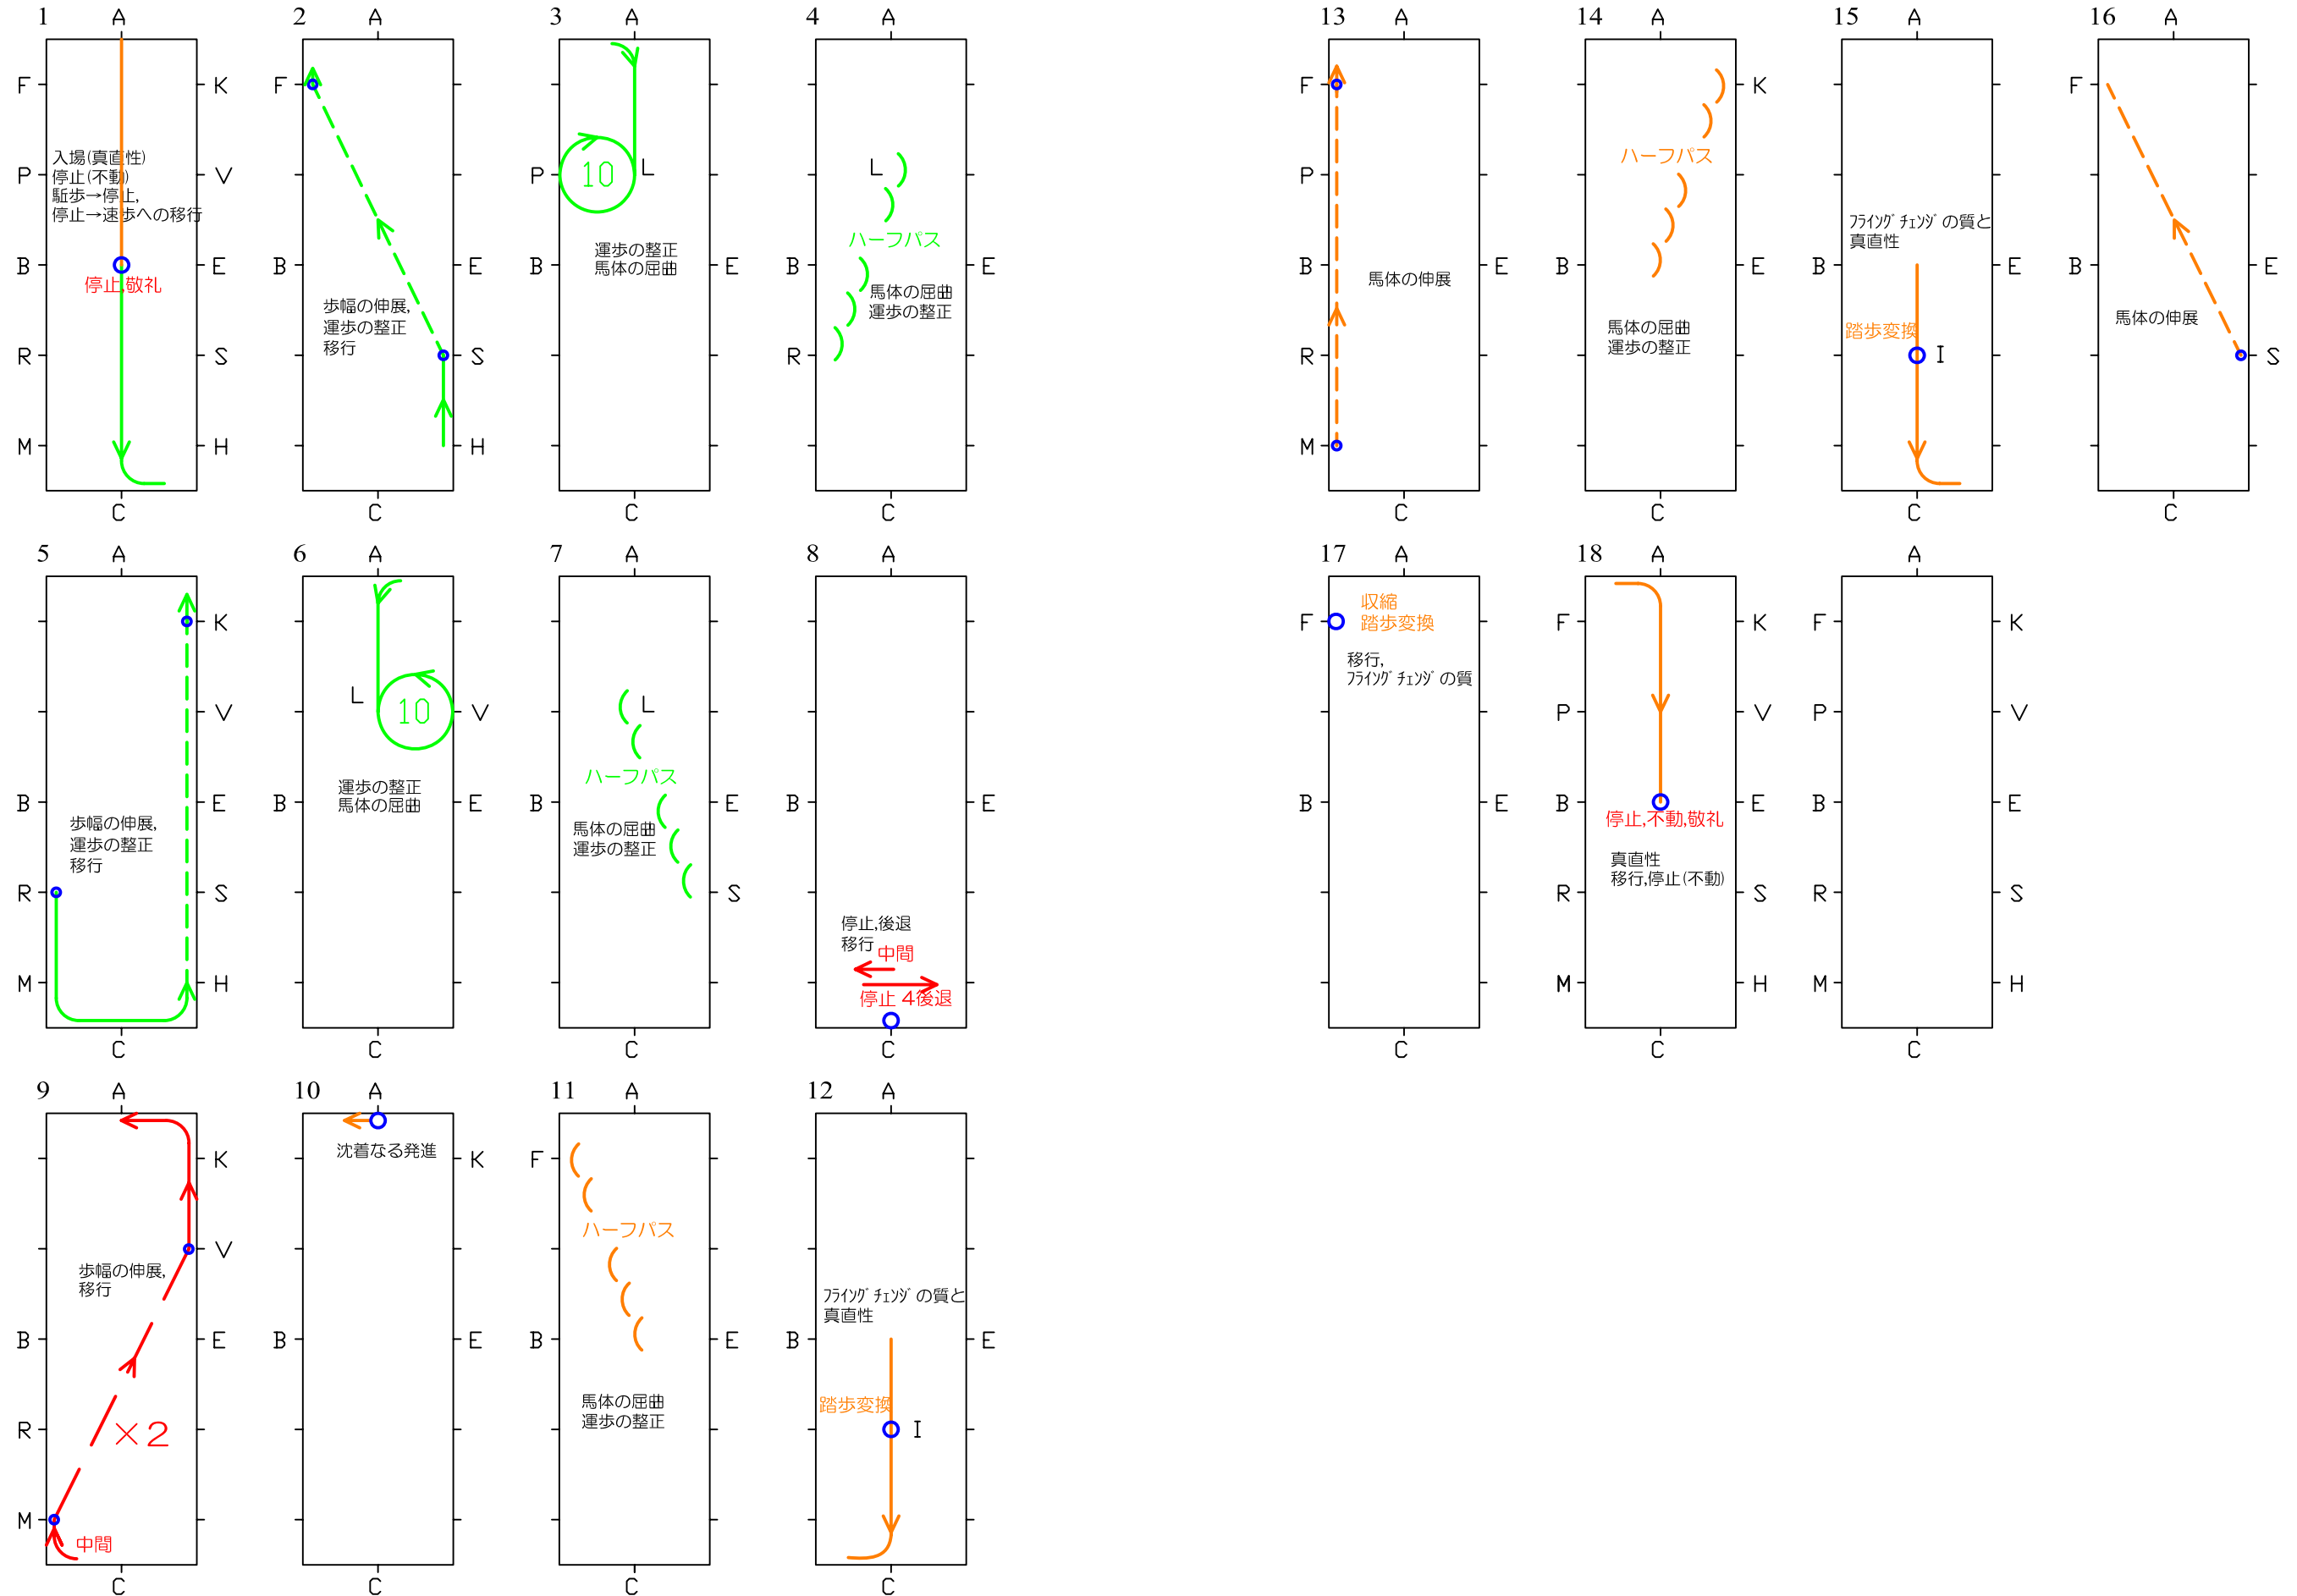 1
A
F
K
入場(真直性)
停止(不動)
駈歩→停止,
停止→速歩への移行
P
V
B
E
停止,敬礼
R
S
M
H
C
2
A
F
B
E
歩幅の伸展,
運歩の整正
移行
S
H
C
3
A
10
P
L
運歩の整正
馬体の屈曲
B
E
C
4
A
L
ハーフパス
B
E
馬体の屈曲
運歩の整正
R
C
13
A
F
P
B
E
馬体の伸展
R
M
C
14
A
K
ハーフパス
B
E
馬体の屈曲
運歩の整正
C
15
A
フライングチェンジの質と
真直性
B
E
踏歩変換
I
C
16
A
F
B
E
馬体の伸展
S
C
5
A
K
V
B
E
歩幅の伸展,
運歩の整正
移行
R
S
M
H
C
6
A
L
10
V
運歩の整正
馬体の屈曲
B
E
C
7
A
L
ハーフパス
B
E
馬体の屈曲
運歩の整正
S
C
8
A
B
E
停止,後退
移行
中間
停止 4後退
C
17
A
収縮
踏歩変換
F
移行,
フライングチェンジの質
B
E
C
18
A
F
K
P
V
B
E
停止,不動,敬礼
真直性
移行,停止(不動)
R
S
M
H
C
A
F
K
P
V
B
E
R
S
M
H
C
9
A
K
V
歩幅の伸展,
移行
B
E
R
×2
M
中間
C
10
A
沈着なる発進
K
B
E
C
11
A
F
ハーフパス
B
E
馬体の屈曲
運歩の整正
C
12
A
フライングチェンジの質と
真直性
B
E
踏歩変換
I
C